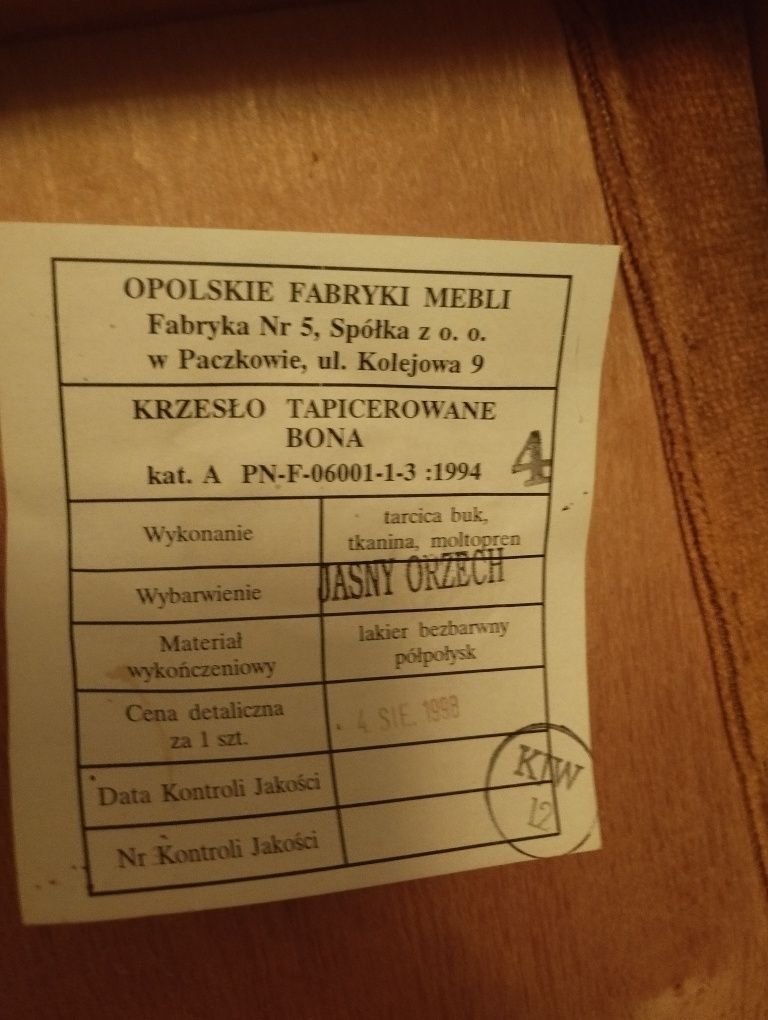 OPOLSKIE FABRYKI MEBLI
Fabryka Nr 5, Spółka z o. o.
w Paczkowie, ul. Kolejowa 9
KRZESŁO TAPICEROWANE
BONA
kat. A PN-F-06001-1-3 :1994
4
Wykonanie
tarcica buk,
tkanina, moltopren
Wybarwienie
JASNY ORZECH
Materiał
wykończeniowy
lakier bezbarwny
półpołysk
Cena detaliczna
za 1 szt.
4 SIE. 1998
Data Kontroli Jakości
Nr Kontroli Jakości
KJW
12